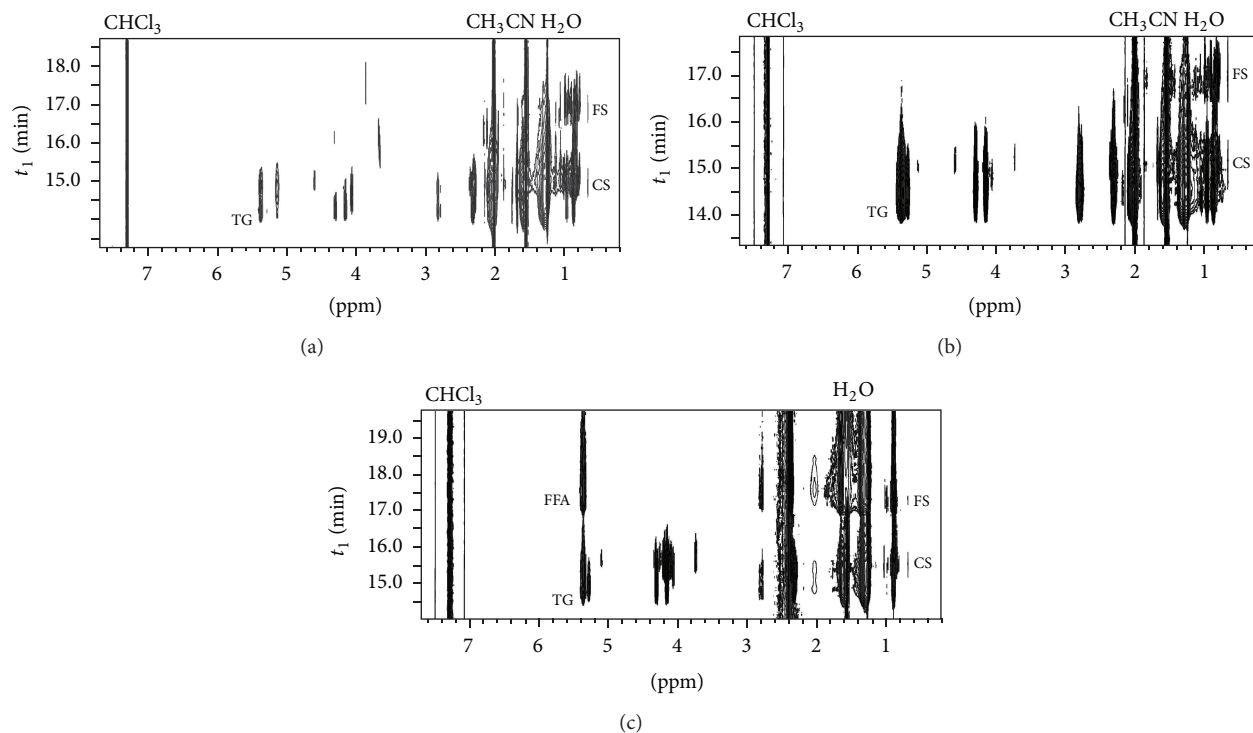 CHCl₃ CH₃CN H₂O
18.0
17.0
16.0
15.0
t₁ (min)
FS
CS
TG
7 6 5 4 3 2 1
(ppm)
(a)
CHCl₃ CH₃CN H₂O
17.0
16.0
15.0
14.0
t₁ (min)
FS
CS
TG
7 6 5 4 3 2 1
(ppm)
(b)
CHCl₃ H₂O
19.0
18.0
17.0
16.0
15.0
t₁ (min)
FFA
FS
CS
TG
7 6 5 4 3 2 1
(ppm)
(c)